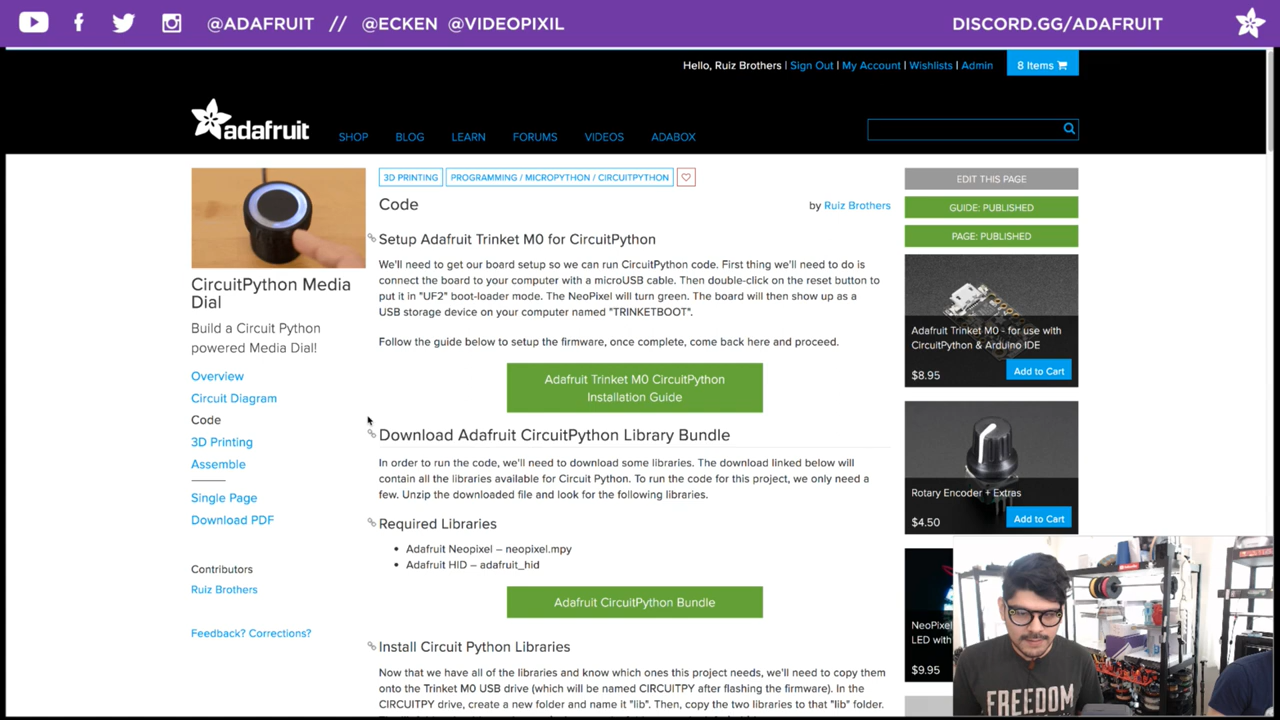 @ADAFRUIT // @ECKEN @VIDEOPIXIL
DISCORD.GG/ADAFRUIT
Hello, Ruiz Brothers | Sign Out | My Account | Wishlists | Admin
8 Items
adafruit
SHOP
BLOG
LEARN
FORUMS
VIDEOS
ADABOX
CircuitPython Media
Dial
Build a Circuit Python
powered Media Dial!
Overview
Circuit Diagram
Code
3D Printing
Assemble
Single Page
Download PDF
Contributors
Ruiz Brothers
Feedback? Corrections?
3D PRINTING
PROGRAMMING / MICROPYTHON / CIRCUITPYTHON
Code
by Ruiz Brothers
Setup Adafruit Trinket M0 for CircuitPython
We'll need to get our board setup so we can run CircuitPython code. First thing we'll need to do is
connect the board to your computer with a microUSB cable. Then double-click on the reset button to
put it in "UF2" boot-loader mode. The NeoPixel will turn green. The board will then show up as a
USB storage device on your computer named "TRINKETBOOT".
Follow the guide below to setup the firmware, once complete, come back here and proceed.
Adafruit Trinket M0 CircuitPython
Installation Guide
Download Adafruit CircuitPython Library Bundle
In order to run the code, we'll need to download some libraries. The download linked below will
contain all the libraries available for Circuit Python. To run the code for this project, we only need a
few. Unzip the downloaded file and look for the following libraries.
Required Libraries
Adafruit Neopixel – neopixel.mpy
Adafruit HID – adafruit_hid
Adafruit CircuitPython Bundle
Install Circuit Python Libraries
Now that we have all of the libraries and know which ones this project needs, we'll need to copy them
onto the Trinket M0 USB drive (which will be named CIRCUITPY after flashing the firmware). In the
CIRCUITPY drive, create a new folder and name it "lib". Then, copy the two libraries to that "lib" folder.
EDIT THIS PAGE
GUIDE: PUBLISHED
PAGE: PUBLISHED
Adafruit Trinket M0 - for use with
CircuitPython & Arduino IDE
$8.95
Add to Cart
Rotary Encoder + Extras
$4.50
Add to Cart
NeoPixel
LED with
$9.95
FREEDOM